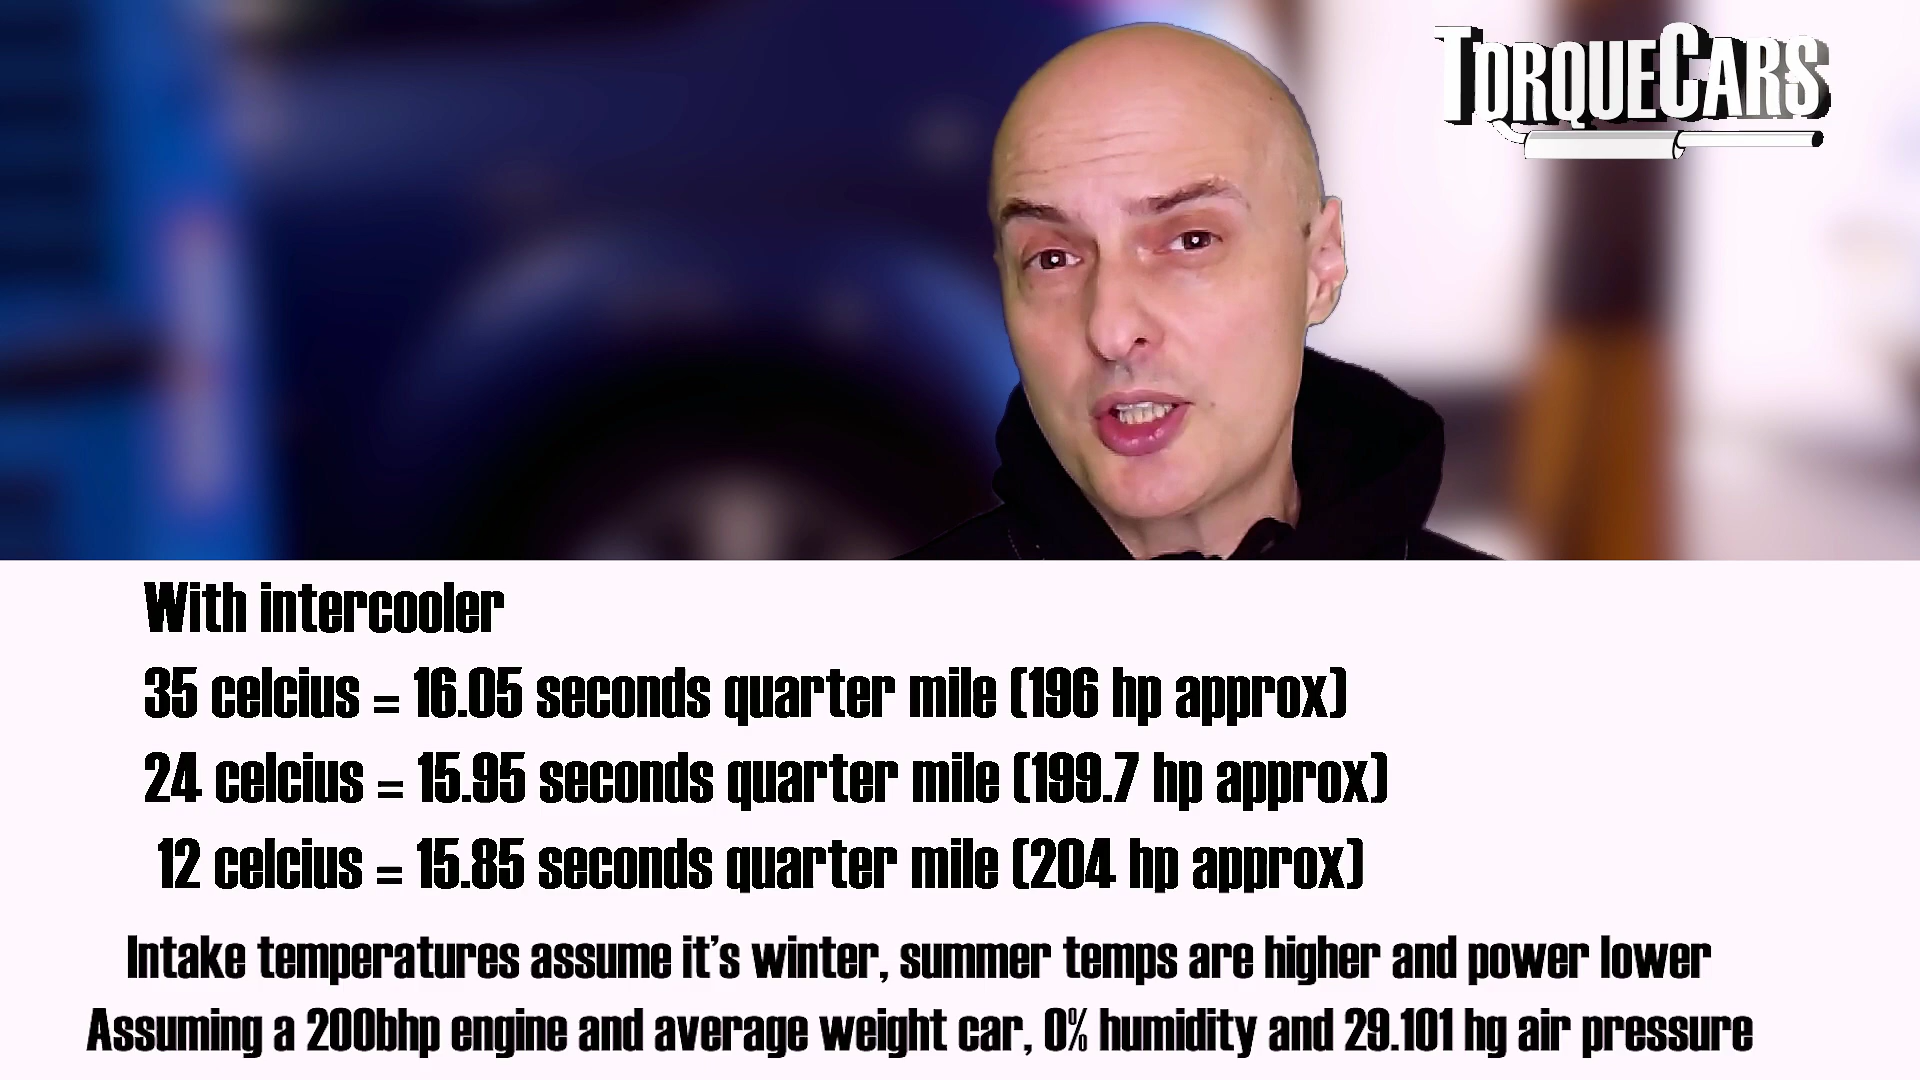 TORQUECARS
With intercooler
35 celcius = 16.05 seconds quarter mile (196 hp approx)
24 celcius = 15.95 seconds quarter mile (199.7 hp approx)
12 celcius = 15.85 seconds quarter mile (204 hp approx)
Intake temperatures assume it's winter, summer temps are higher and power lower
Assuming a 200bhp engine and average weight car, 0% humidity and 29.101 hg air pressure